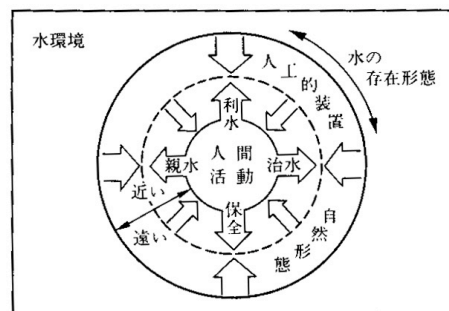 水環境
水の
存在形態
人工的装置
利水
人間
活動
親水
治水
保全
近い
遠い
自然
形態